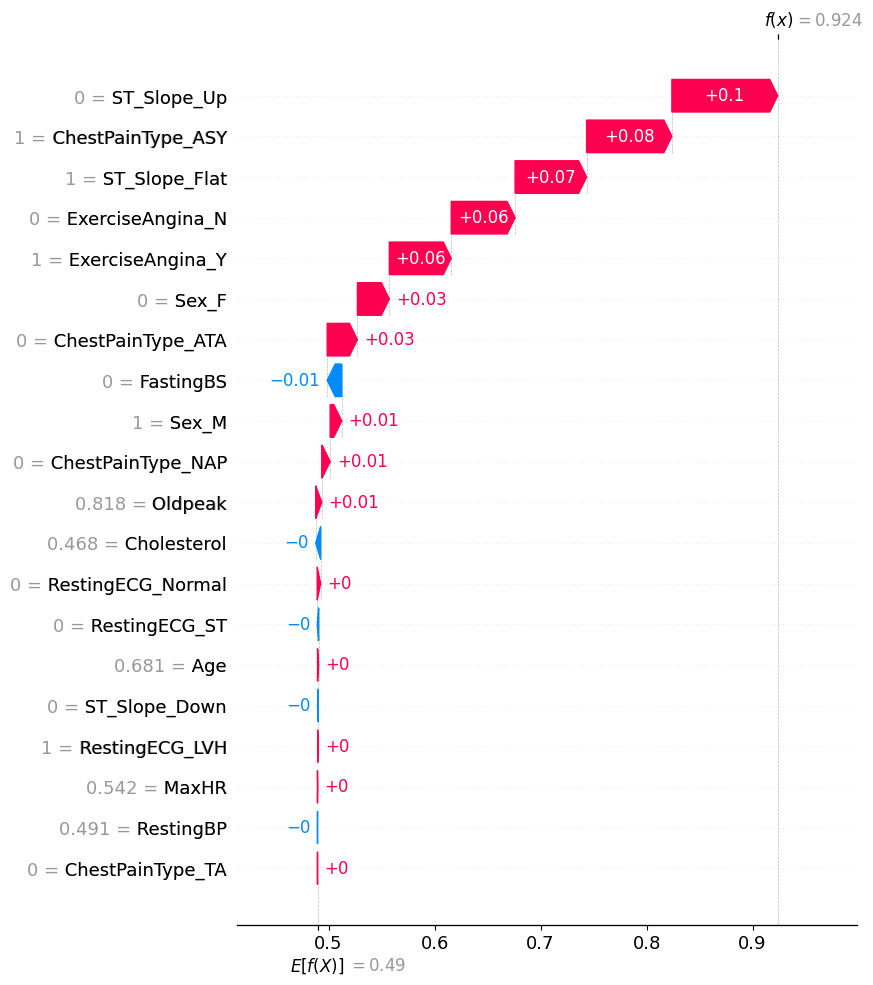 f(x) = 0.924
0 = ST_Slope_Up +0.1
1 = ChestPainType_ASY +0.08
1 = ST_Slope_Flat +0.07
0 = ExerciseAngina_N +0.06
1 = ExerciseAngina_Y +0.06
0 = Sex_F +0.03
0 = ChestPainType_ATA +0.03
0 = FastingBS −0.01
1 = Sex_M +0.01
0 = ChestPainType_NAP +0.01
0.818 = Oldpeak +0.01
0.468 = Cholesterol −0
0 = RestingECG_Normal +0
0 = RestingECG_ST −0
0.681 = Age +0
0 = ST_Slope_Down −0
1 = RestingECG_LVH +0
0.542 = MaxHR +0
0.491 = RestingBP −0
0 = ChestPainType_TA +0
0.5 0.6 0.7 0.8 0.9
E[f(X)] = 0.49